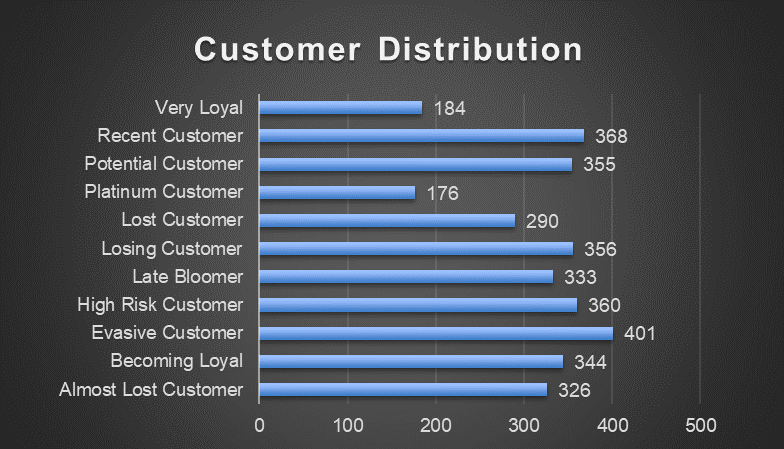 Customer Distribution
Very Loyal 184
Recent Customer 368
Potential Customer 355
Platinum Customer 176
Lost Customer 290
Losing Customer 356
Late Bloomer 333
High Risk Customer 360
Evasive Customer 401
Becoming Loyal 344
Almost Lost Customer 326
0 100 200 300 400 500